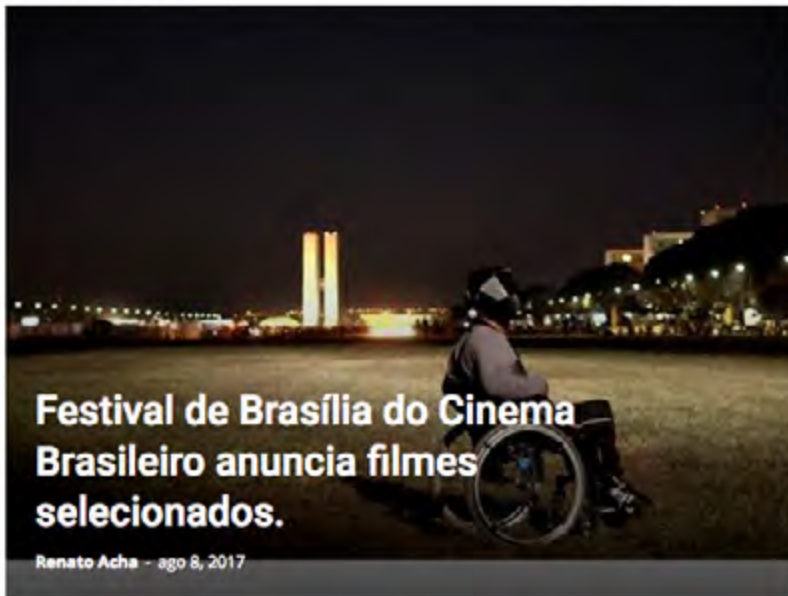 Festival de Brasília do Cinema
Brasileiro anuncia filmes
selecionados.
Renato Acha - ago 8, 2017